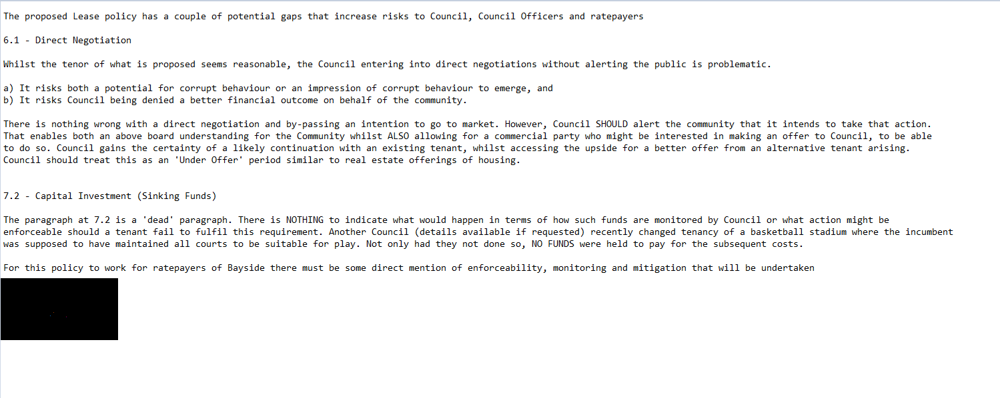 The proposed Lease policy has a couple of potential gaps that increase risks to Council, Council Officers and ratepayers
6.1 - Direct Negotiation
Whilst the tenor of what is proposed seems reasonable, the Council entering into direct negotiations without alerting the public is problematic.
a) It risks both a potential for corrupt behaviour or an impression of corrupt behaviour to emerge, and
b) It risks Council being denied a better financial outcome on behalf of the community.
There is nothing wrong with a direct negotiation and by-passing an intention to go to market. However, Council SHOULD alert the community that it intends to take that action.
That enables both an above board understanding for the Community whilst ALSO allowing for a commercial party who might be interested in making an offer to Council, to be able
to do so. Council gains the certainty of a likely continuation with an existing tenant, whilst accessing the upside for a better offer from an alternative tenant arising.
Council should treat this as an 'Under Offer' period similar to real estate offerings of housing.
7.2 - Capital Investment (Sinking Funds)
The paragraph at 7.2 is a 'dead' paragraph. There is NOTHING to indicate what would happen in terms of how such funds are monitored by Council or what action might be
enforceable should a tenant fail to fulfil this requirement. Another Council (details available if requested) recently changed tenancy of a basketball stadium where the incumbent
was supposed to have maintained all courts to be suitable for play. Not only had they not done so, NO FUNDS were held to pay for the subsequent costs.
For this policy to work for ratepayers of Bayside there must be some direct mention of enforceability, monitoring and mitigation that will be undertaken